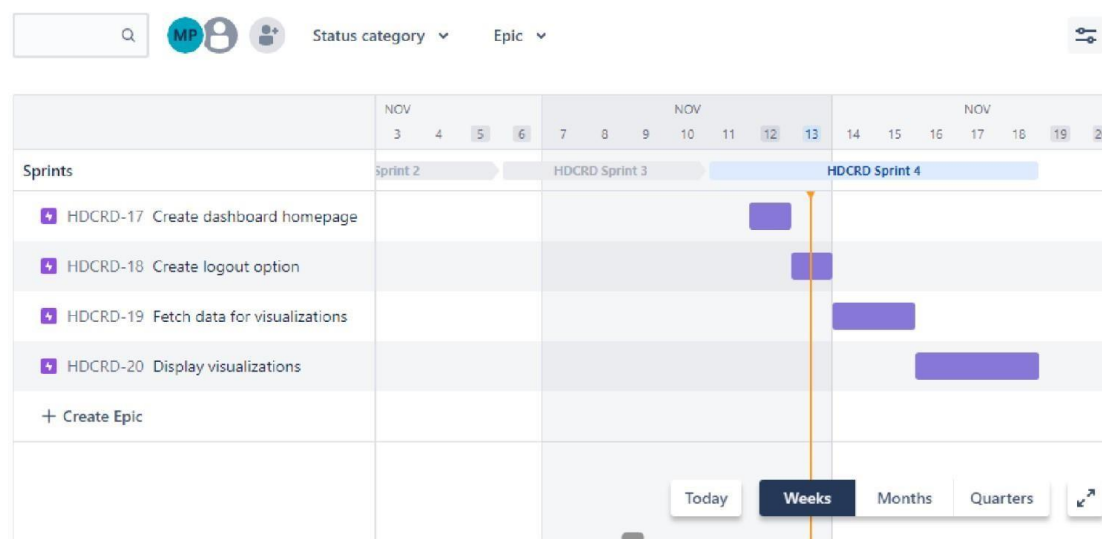 MP Status category Epic
NOV NOV NOV
3 4 5 6 7 8 9 10 11 12 13 14 15 16 17 18 19
Sprints Sprint 2 HDCRD Sprint 3 HDCRD Sprint 4
HDCRD-17 Create dashboard homepage
HDCRD-18 Create logout option
HDCRD-19 Fetch data for visualizations
HDCRD-20 Display visualizations
+ Create Epic
Today Weeks Months Quarters